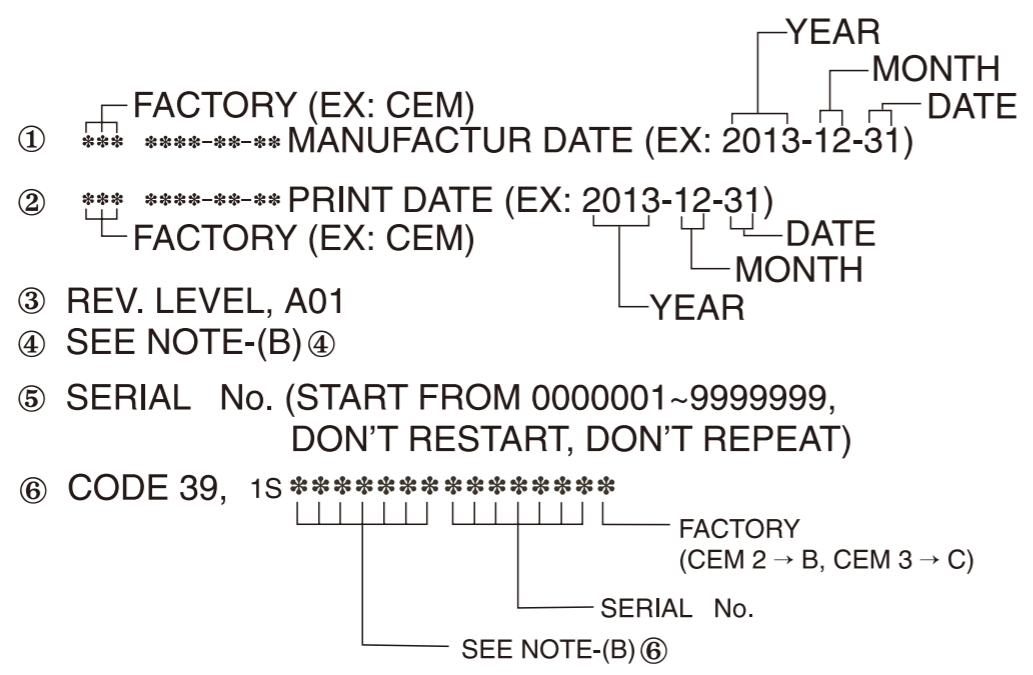 YEAR
MONTH
FACTORY (EX: CEM)
DATE
① *** ****-**-** MANUFACTUR DATE (EX: 2013-12-31)
② *** ****-**-** PRINT DATE (EX: 2013-12-31)
FACTORY (EX: CEM)
DATE
MONTH
③ REV. LEVEL, A01
YEAR
④ SEE NOTE-(B) ④
⑤ SERIAL No. (START FROM 0000001~9999999,
DON'T RESTART, DON'T REPEAT)
⑥ CODE 39, 1S ******* ********
FACTORY
(CEM 2 → B, CEM 3 → C)
SERIAL No.
SEE NOTE-(B) ⑥